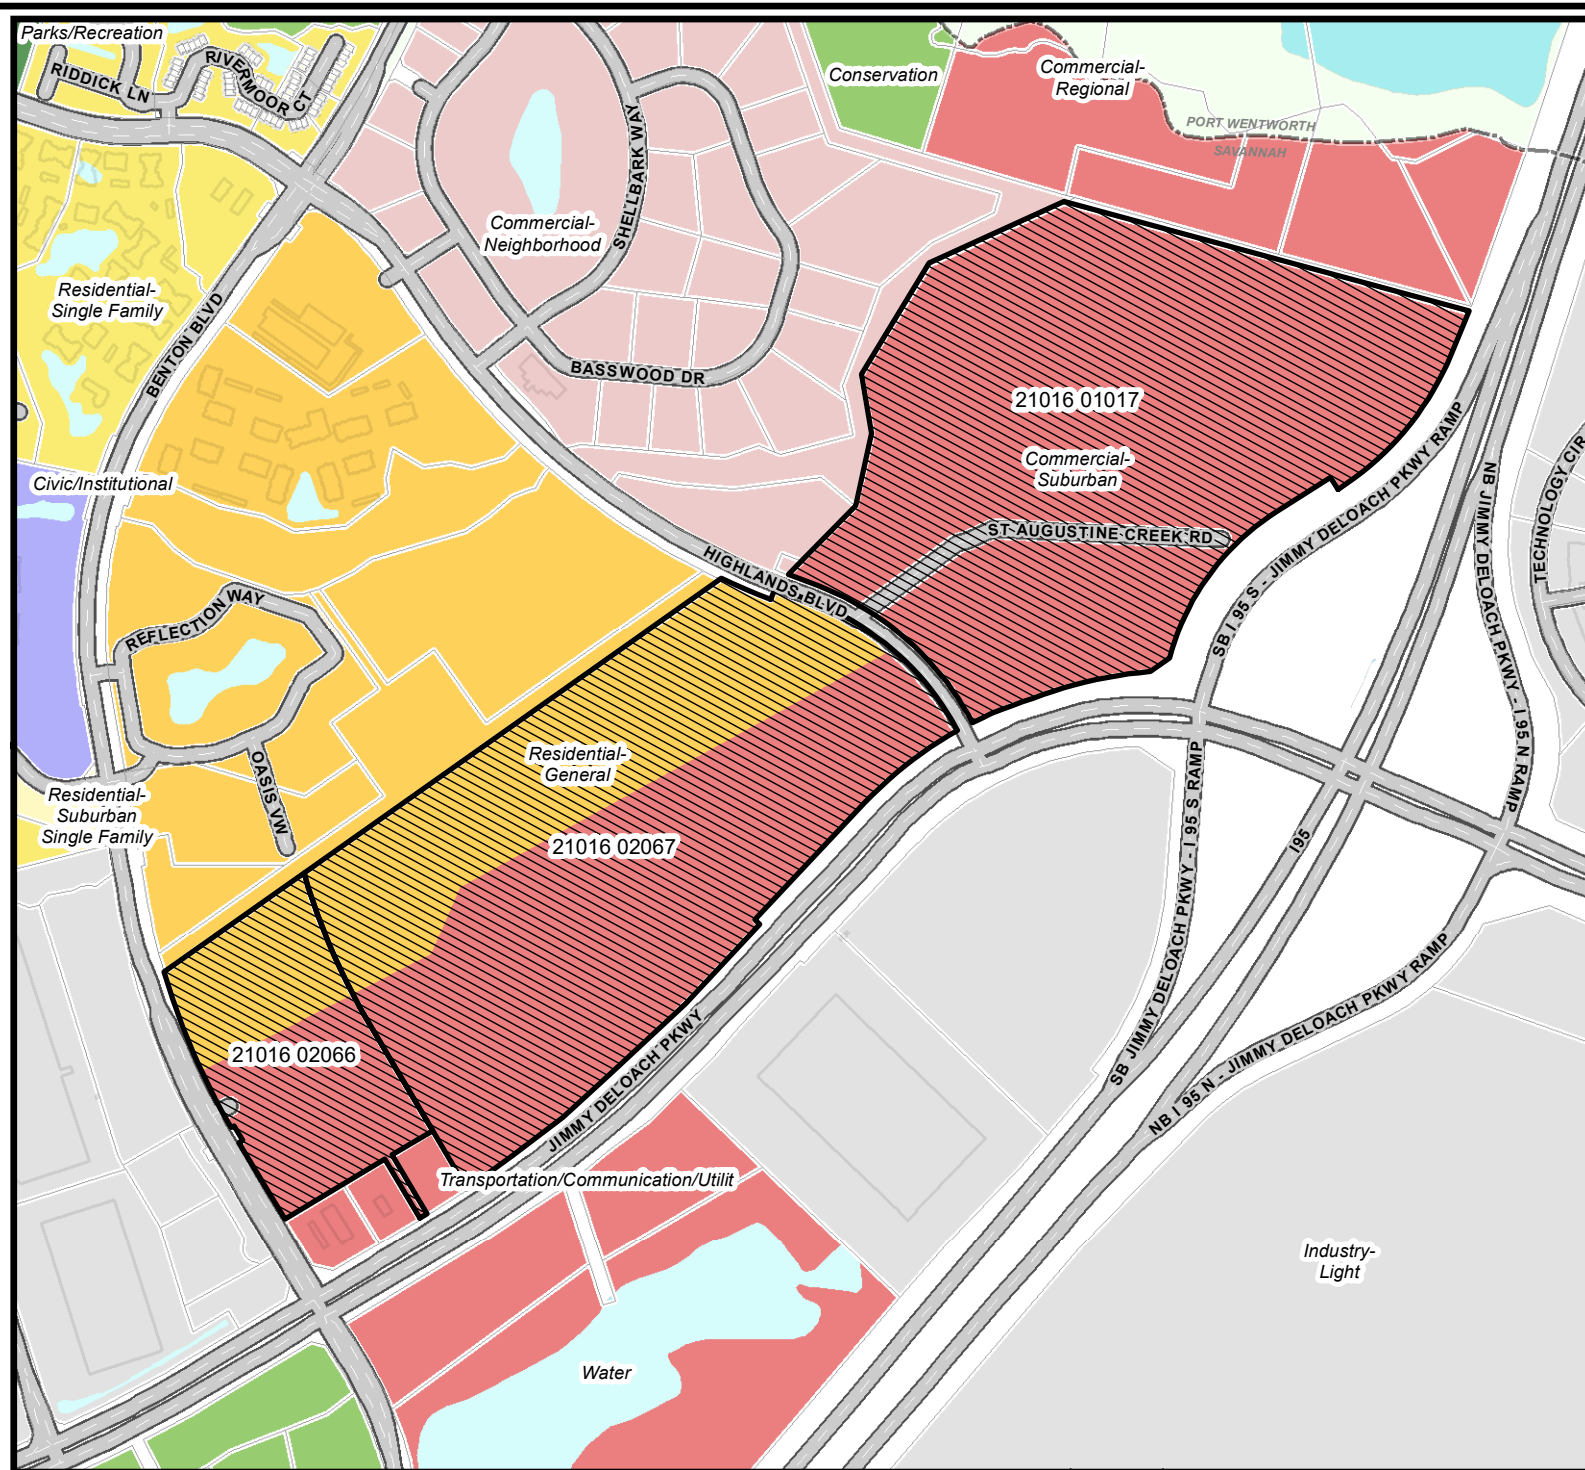 Parks/Recreation
RIDDICK LN
RIVERMOOR CT
Conservation
Commercial-
Regional
PORT WENTWORTH
SAVANNAH
SHELLBARK WAY
Commercial-
Neighborhood
Residential-
Single Family
BENTON BLVD
BASSWOOD DR
21016 01017
Commercial-
Suburban
SB I 95 S - JIMMY DELOACH PKWY RAMP
NB JIMMY DELOACH PKWY - I 95 N RAMP
TECHNOLOGY CIR
Civic/Institutional
ST AUGUSTINE CREEK RD
HIGHLANDS BLVD
REFLECTION WAY
OASIS VW
Residential-
General
Residential-
Suburban
Single Family
21016 02067
SB JIMMY DELOACH PKWY - I 95 S RAMP
I95
NB I 95 N - JIMMY DELOACH PKWY RAMP
21016 02066
JIMMY DELOACH PKWY
Transportation/Communication/Utilit
Industry-
Light
Water